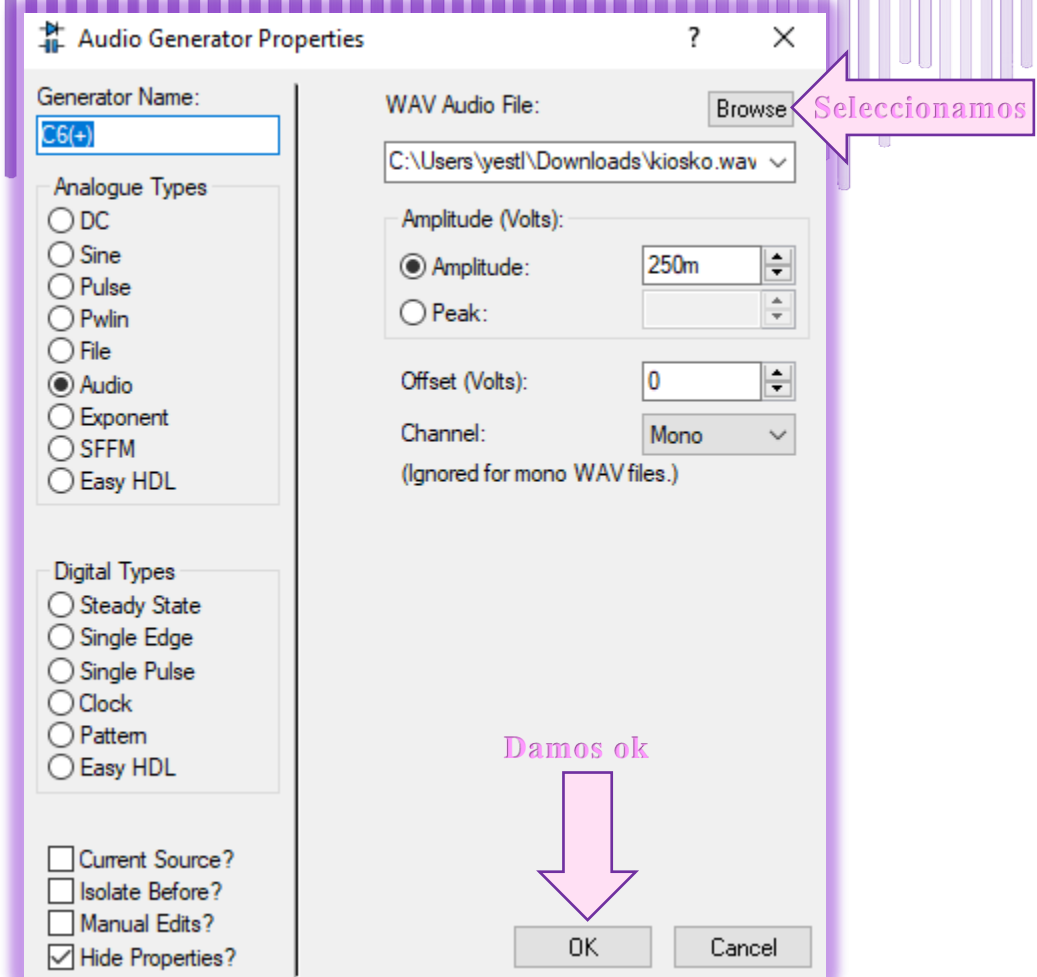 Audio Generator Properties ? ×
Generator Name:
C6(+)
Analogue Types
DC
Sine
Pulse
Pwlin
File
Audio
Exponent
SFFM
Easy HDL
Digital Types
Steady State
Single Edge
Single Pulse
Clock
Pattern
Easy HDL
Current Source?
Isolate Before?
Manual Edits?
Hide Properties?
WAV Audio File:
Browse
Seleccionamos
C:\Users\yestl\Downloads\kiosko.wav
Amplitude (Volts):
Amplitude: 250m
Peak:
Offset (Volts): 0
Channel: Mono
(Ignored for mono WAV files.)
Damos ok
OK Cancel